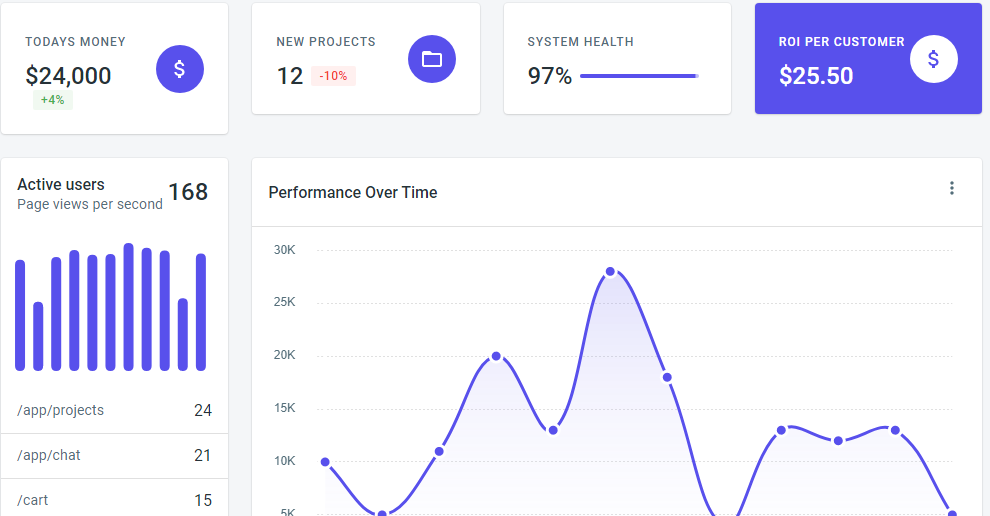 TODAYS MONEY
$24,000
+4%
$
NEW PROJECTS
12 -10%
SYSTEM HEALTH
97%
ROI PER CUSTOMER
$25.50
$
Active users
Page views per second
168
/app/projects 24
/app/chat 21
/cart 15
Performance Over Time
30K
25K
20K
15K
10K
5K